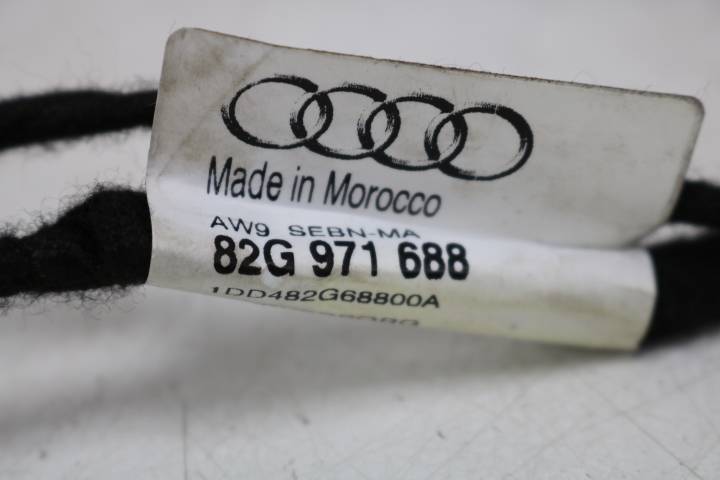 Made in Morocco
AW9 SEBN-MA
82G 971 688
1DD482G68800A